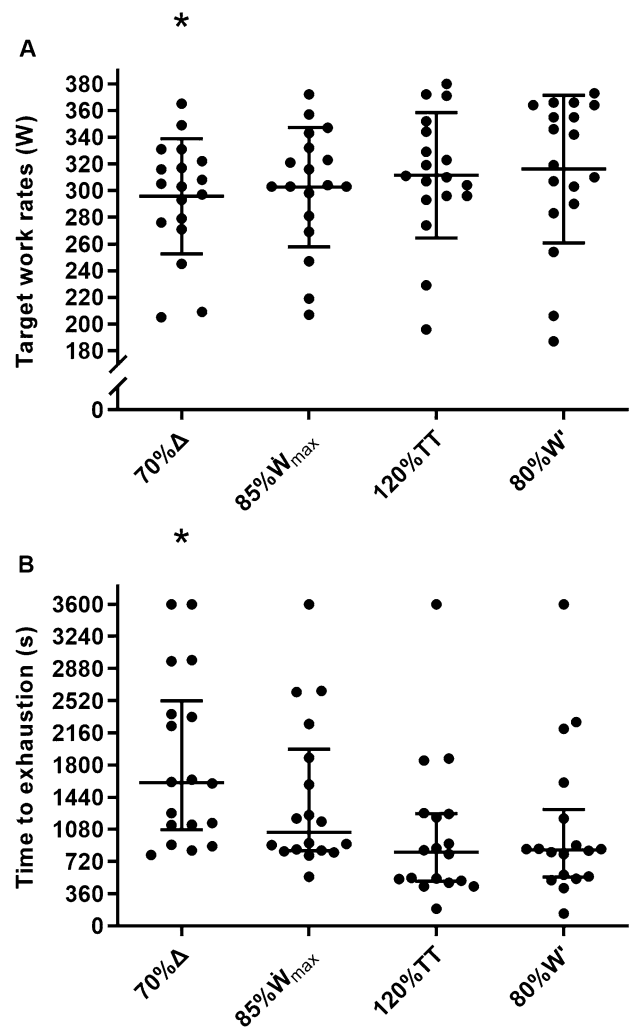 *
A
Target work rates (W)
380
360
340
320
300
280
260
240
220
200
180
0
70%Δ
85%Ẇmax
120%TT
80%W'
*
B
Time to exhaustion (s)
3600
3240
2880
2520
2160
1800
1440
1080
720
360
0
70%Δ
85%Ẇmax
120%TT
80%W'